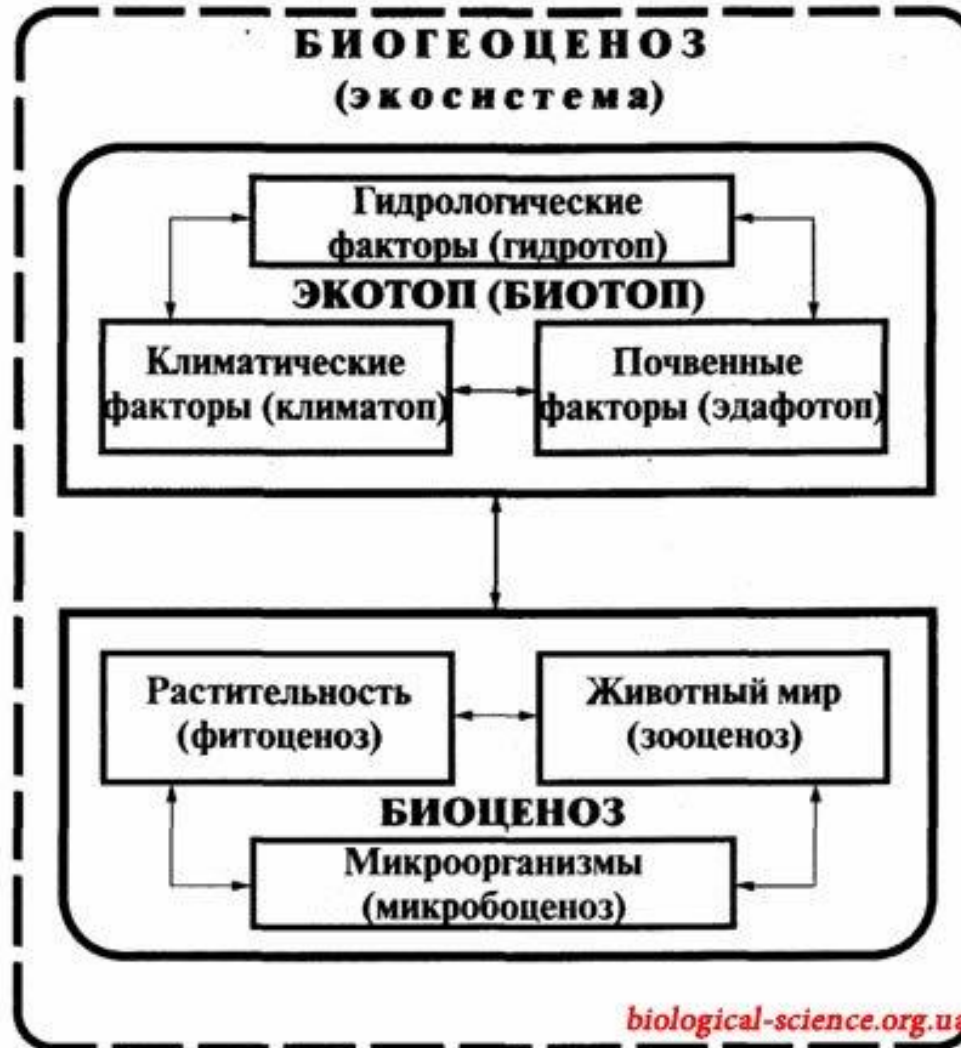 БИОГЕОЦЕНОЗ
(экосистема)
Гидрологические
факторы (гидротоп)
ЭКОТОП (БИОТОП)
Климатические
факторы (климатоп)
Почвенные
факторы (эдафотоп)
Растительность
(фитоценоз)
Животный мир
(зооценоз)
БИОЦЕНОЗ
Микроорганизмы
(микробоценоз)
biological-science.org.ua